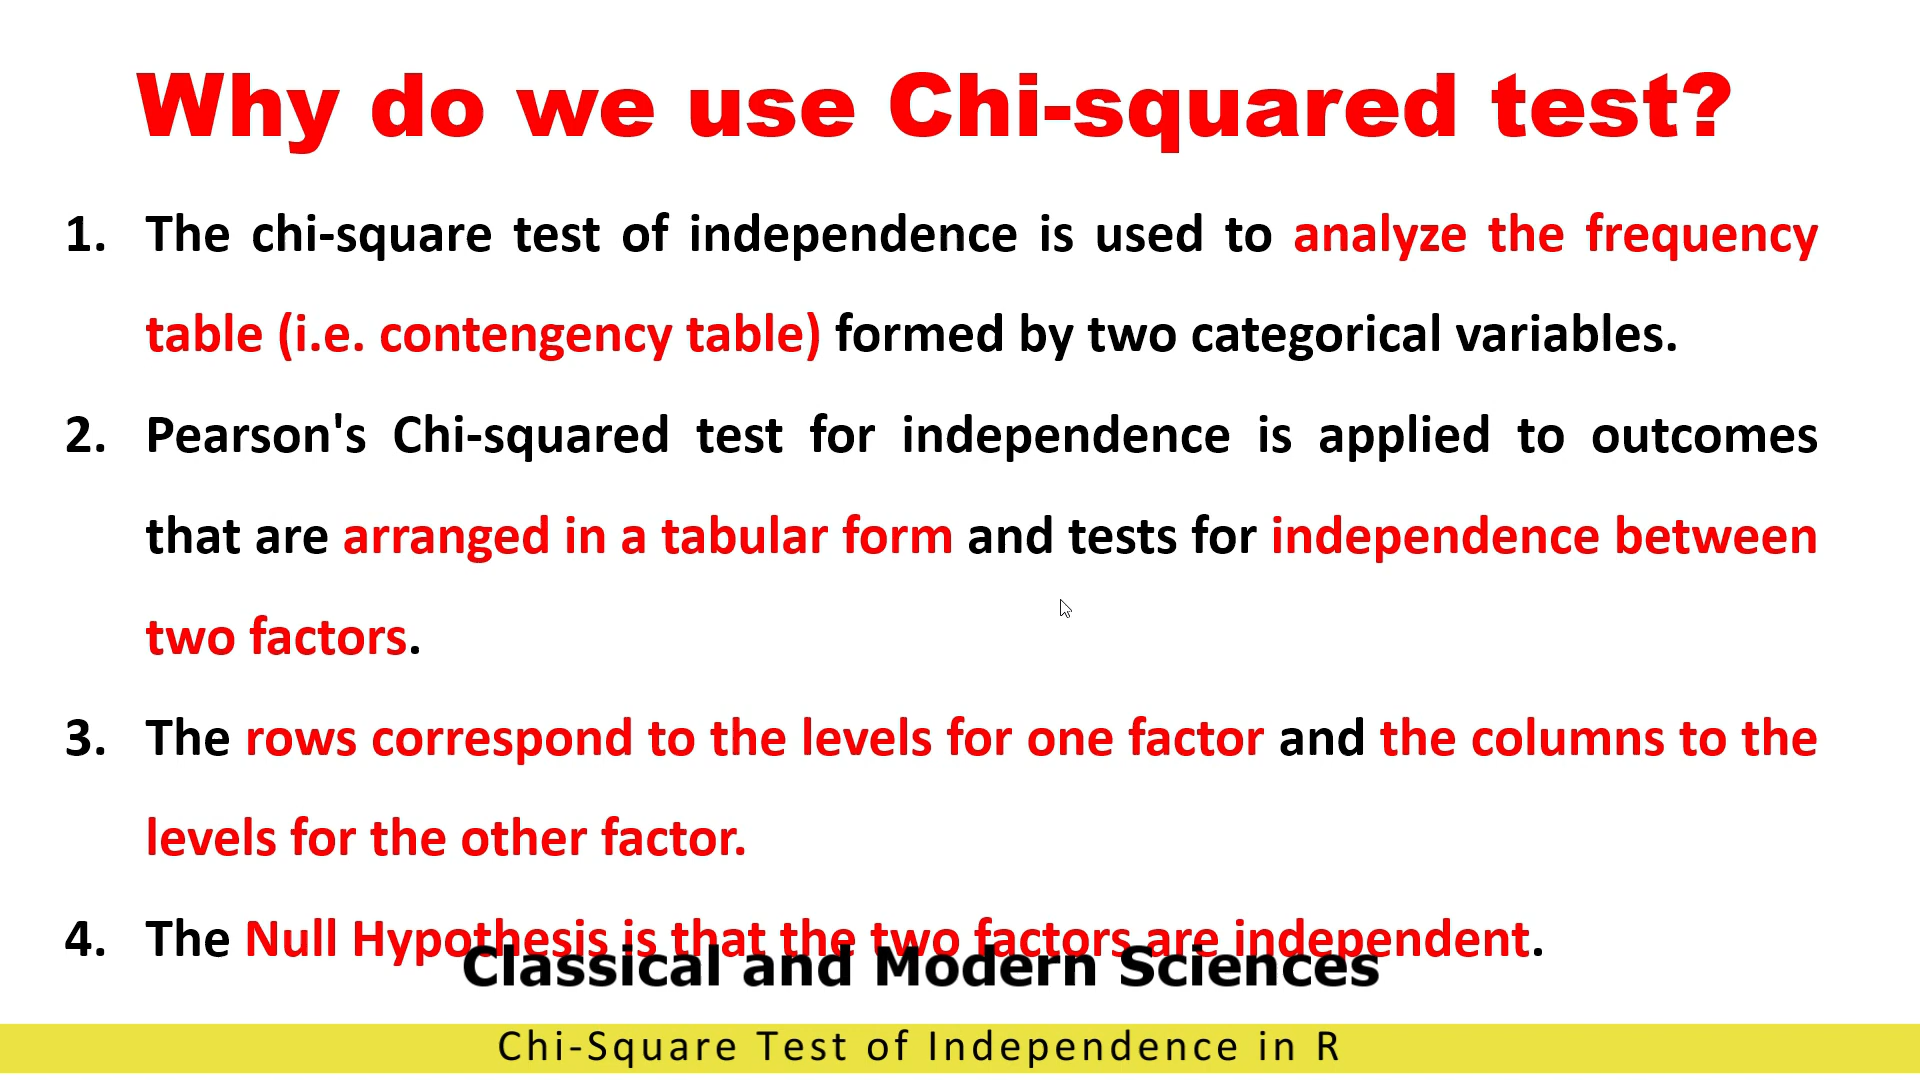 Why do we use Chi-squared test?
1. The chi-square test of independence is used to analyze the frequency
table (i.e. contengency table) formed by two categorical variables.
2. Pearson's Chi-squared test for independence is applied to outcomes
that are arranged in a tabular form and tests for independence between
two factors.
3. The rows correspond to the levels for one factor and the columns to the
levels for the other factor.
4. The Null Hypothesis is that the two factors are independent.
Classical and Modern Sciences
Chi-Square Test of Independence in R